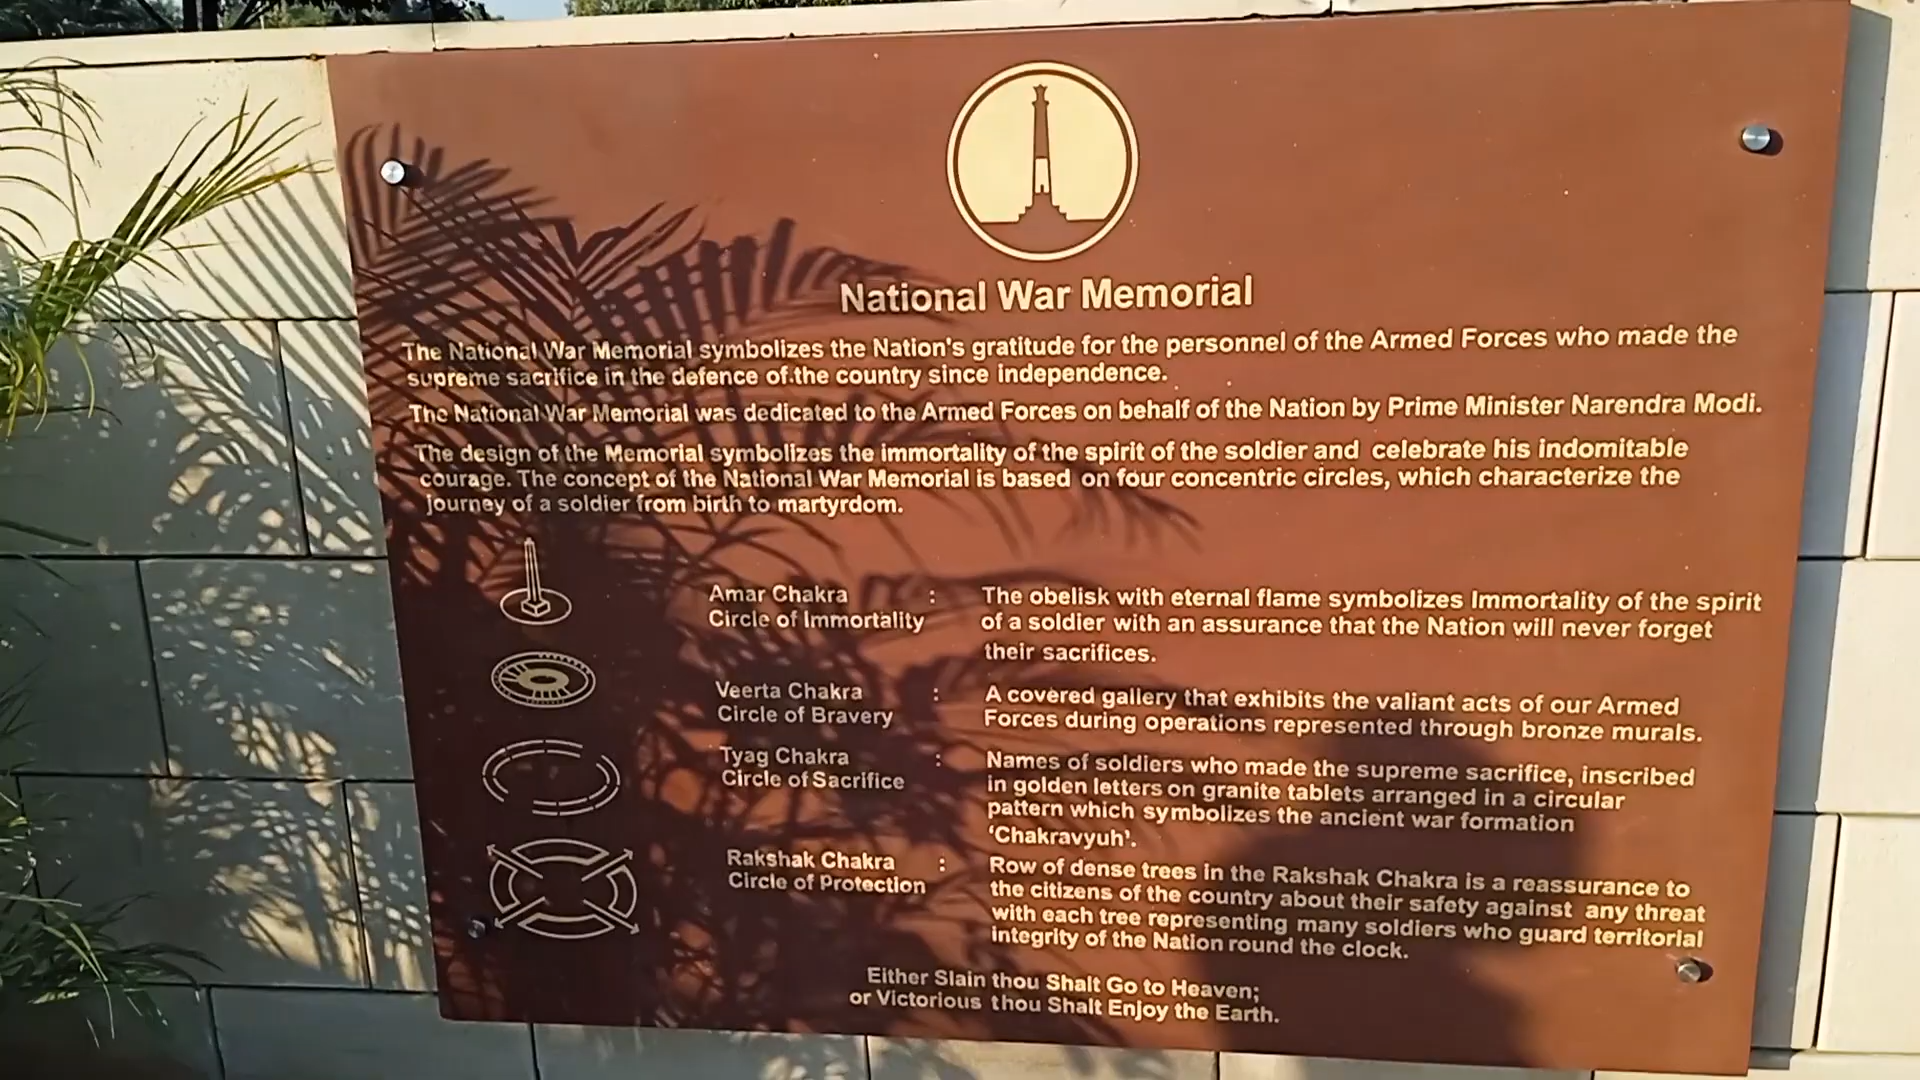 National War Memorial
The National War Memorial symbolizes the Nation's gratitude for the personnel of the Armed Forces who made the
supreme sacrifice in the defence of the country since independence.
The National War Memorial was dedicated to the Armed Forces on behalf of the Nation by Prime Minister Narendra Modi.
The design of the Memorial symbolizes the immortality of the spirit of the soldier and celebrate his indomitable
courage. The concept of the National War Memorial is based on four concentric circles, which characterize the
journey of a soldier from birth to martyrdom.
Amar Chakra : The obelisk with eternal flame symbolizes Immortality of the spirit
Circle of Immortality of a soldier with an assurance that the Nation will never forget
their sacrifices.
Veerta Chakra : A covered gallery that exhibits the valiant acts of our Armed
Circle of Bravery Forces during operations represented through bronze murals.
Tyag Chakra : Names of soldiers who made the supreme sacrifice, inscribed
Circle of Sacrifice in golden letters on granite tablets arranged in a circular
pattern which symbolizes the ancient war formation
‘Chakravyuh’.
Rakshak Chakra : Row of dense trees in the Rakshak Chakra is a reassurance to
Circle of Protection the citizens of the country about their safety against any threat
with each tree representing many soldiers who guard territorial
integrity of the Nation round the clock.
Either Slain thou Shalt Go to Heaven;
or Victorious thou Shalt Enjoy the Earth.